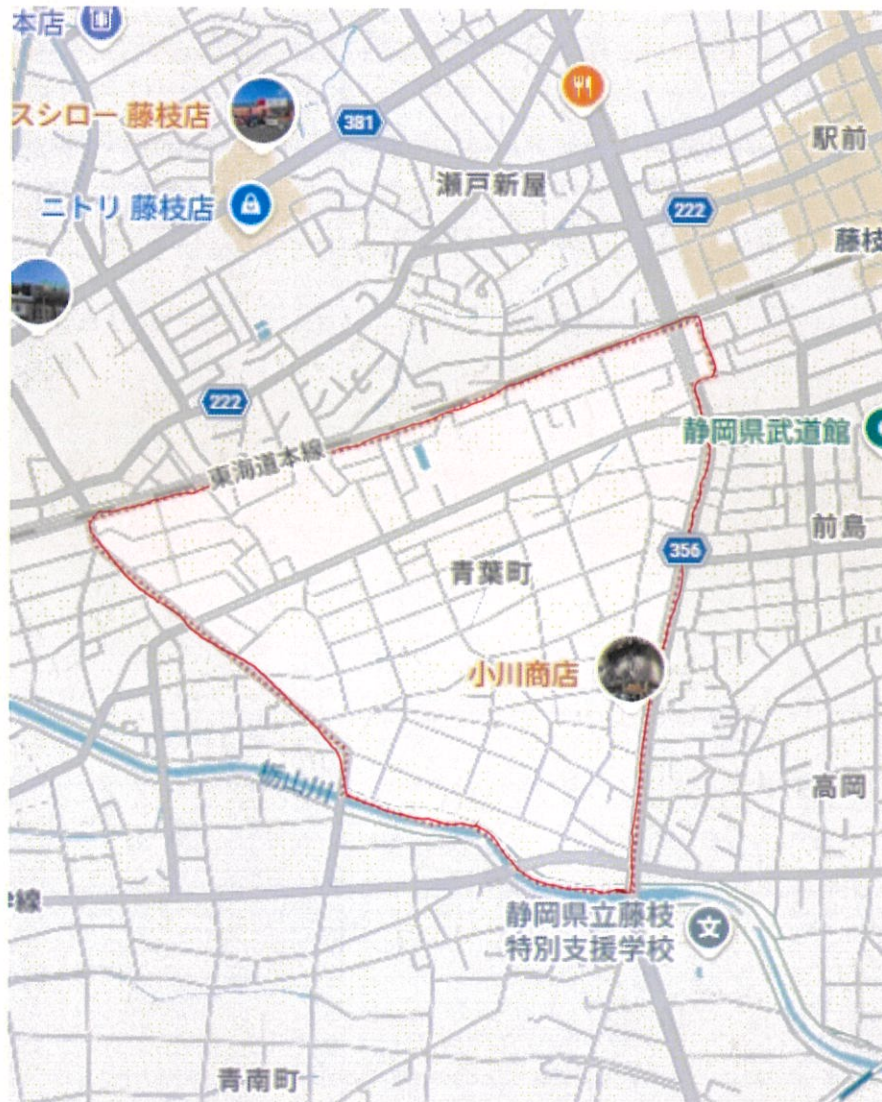 本店
スシロー 藤枝店
381
駅前
瀬戸新屋
ニトリ 藤枝店
222
藤枝
222
静岡県武道館
東海道本線
前島
356
青葉町
小川商店
栃山川
高岡
線
静岡県立藤枝
特別支援学校
文
青南町